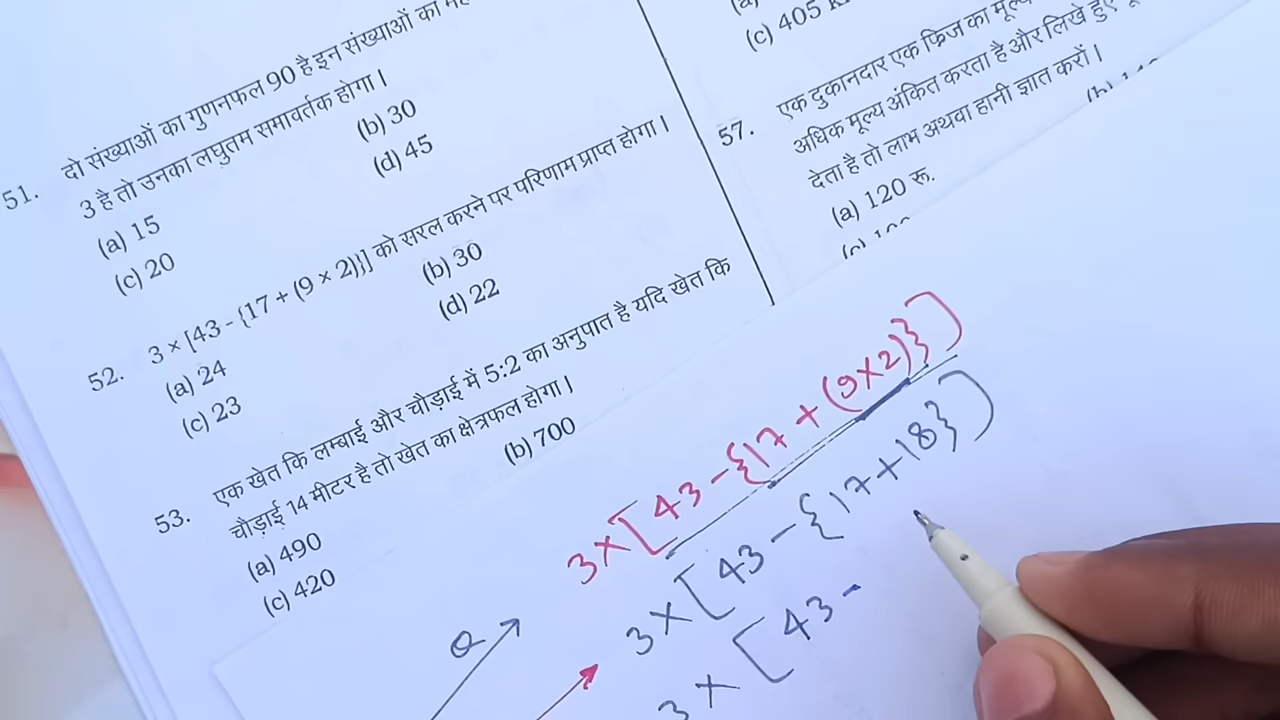 51. दो संख्याओं का गुणनफल 90 है इन संख्याओं का
3 है तो उनका लघुतम समावर्तक होगा।
(a) 15 (b) 30
(c) 20 (d) 45
52. 3 × [43 - {17 + (9 × 2)}] को सरल करने पर परिणाम प्राप्त होगा।
(a) 24 (b) 30
(c) 23 (d) 22
53. एक खेत कि लम्बाई और चौड़ाई में 5:2 का अनुपात है यदि खेत कि
चौड़ाई 14 मीटर है तो खेत का क्षेत्रफल होगा।
(a) 490 (b) 700
(c) 420
(c) 405
57. एक दुकानदार एक फ्रिज का मूल्य
अधिक मूल्य अंकित करता है और लिखे हुए
देता है तो लाभ अथवा हानी ज्ञात करों।
(a) 120 रू.
3×[43-{17+(9×2)}]
3×[43-{17+18}]
3×[43-
Q